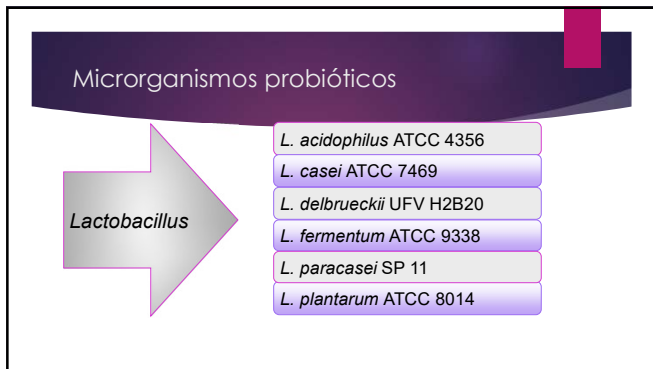 Microrganismos probióticos
Lactobacillus
L. acidophilus ATCC 4356
L. casei ATCC 7469
L. delbrueckii UFV H2B20
L. fermentum ATCC 9338
L. paracasei SP 11
L. plantarum ATCC 8014